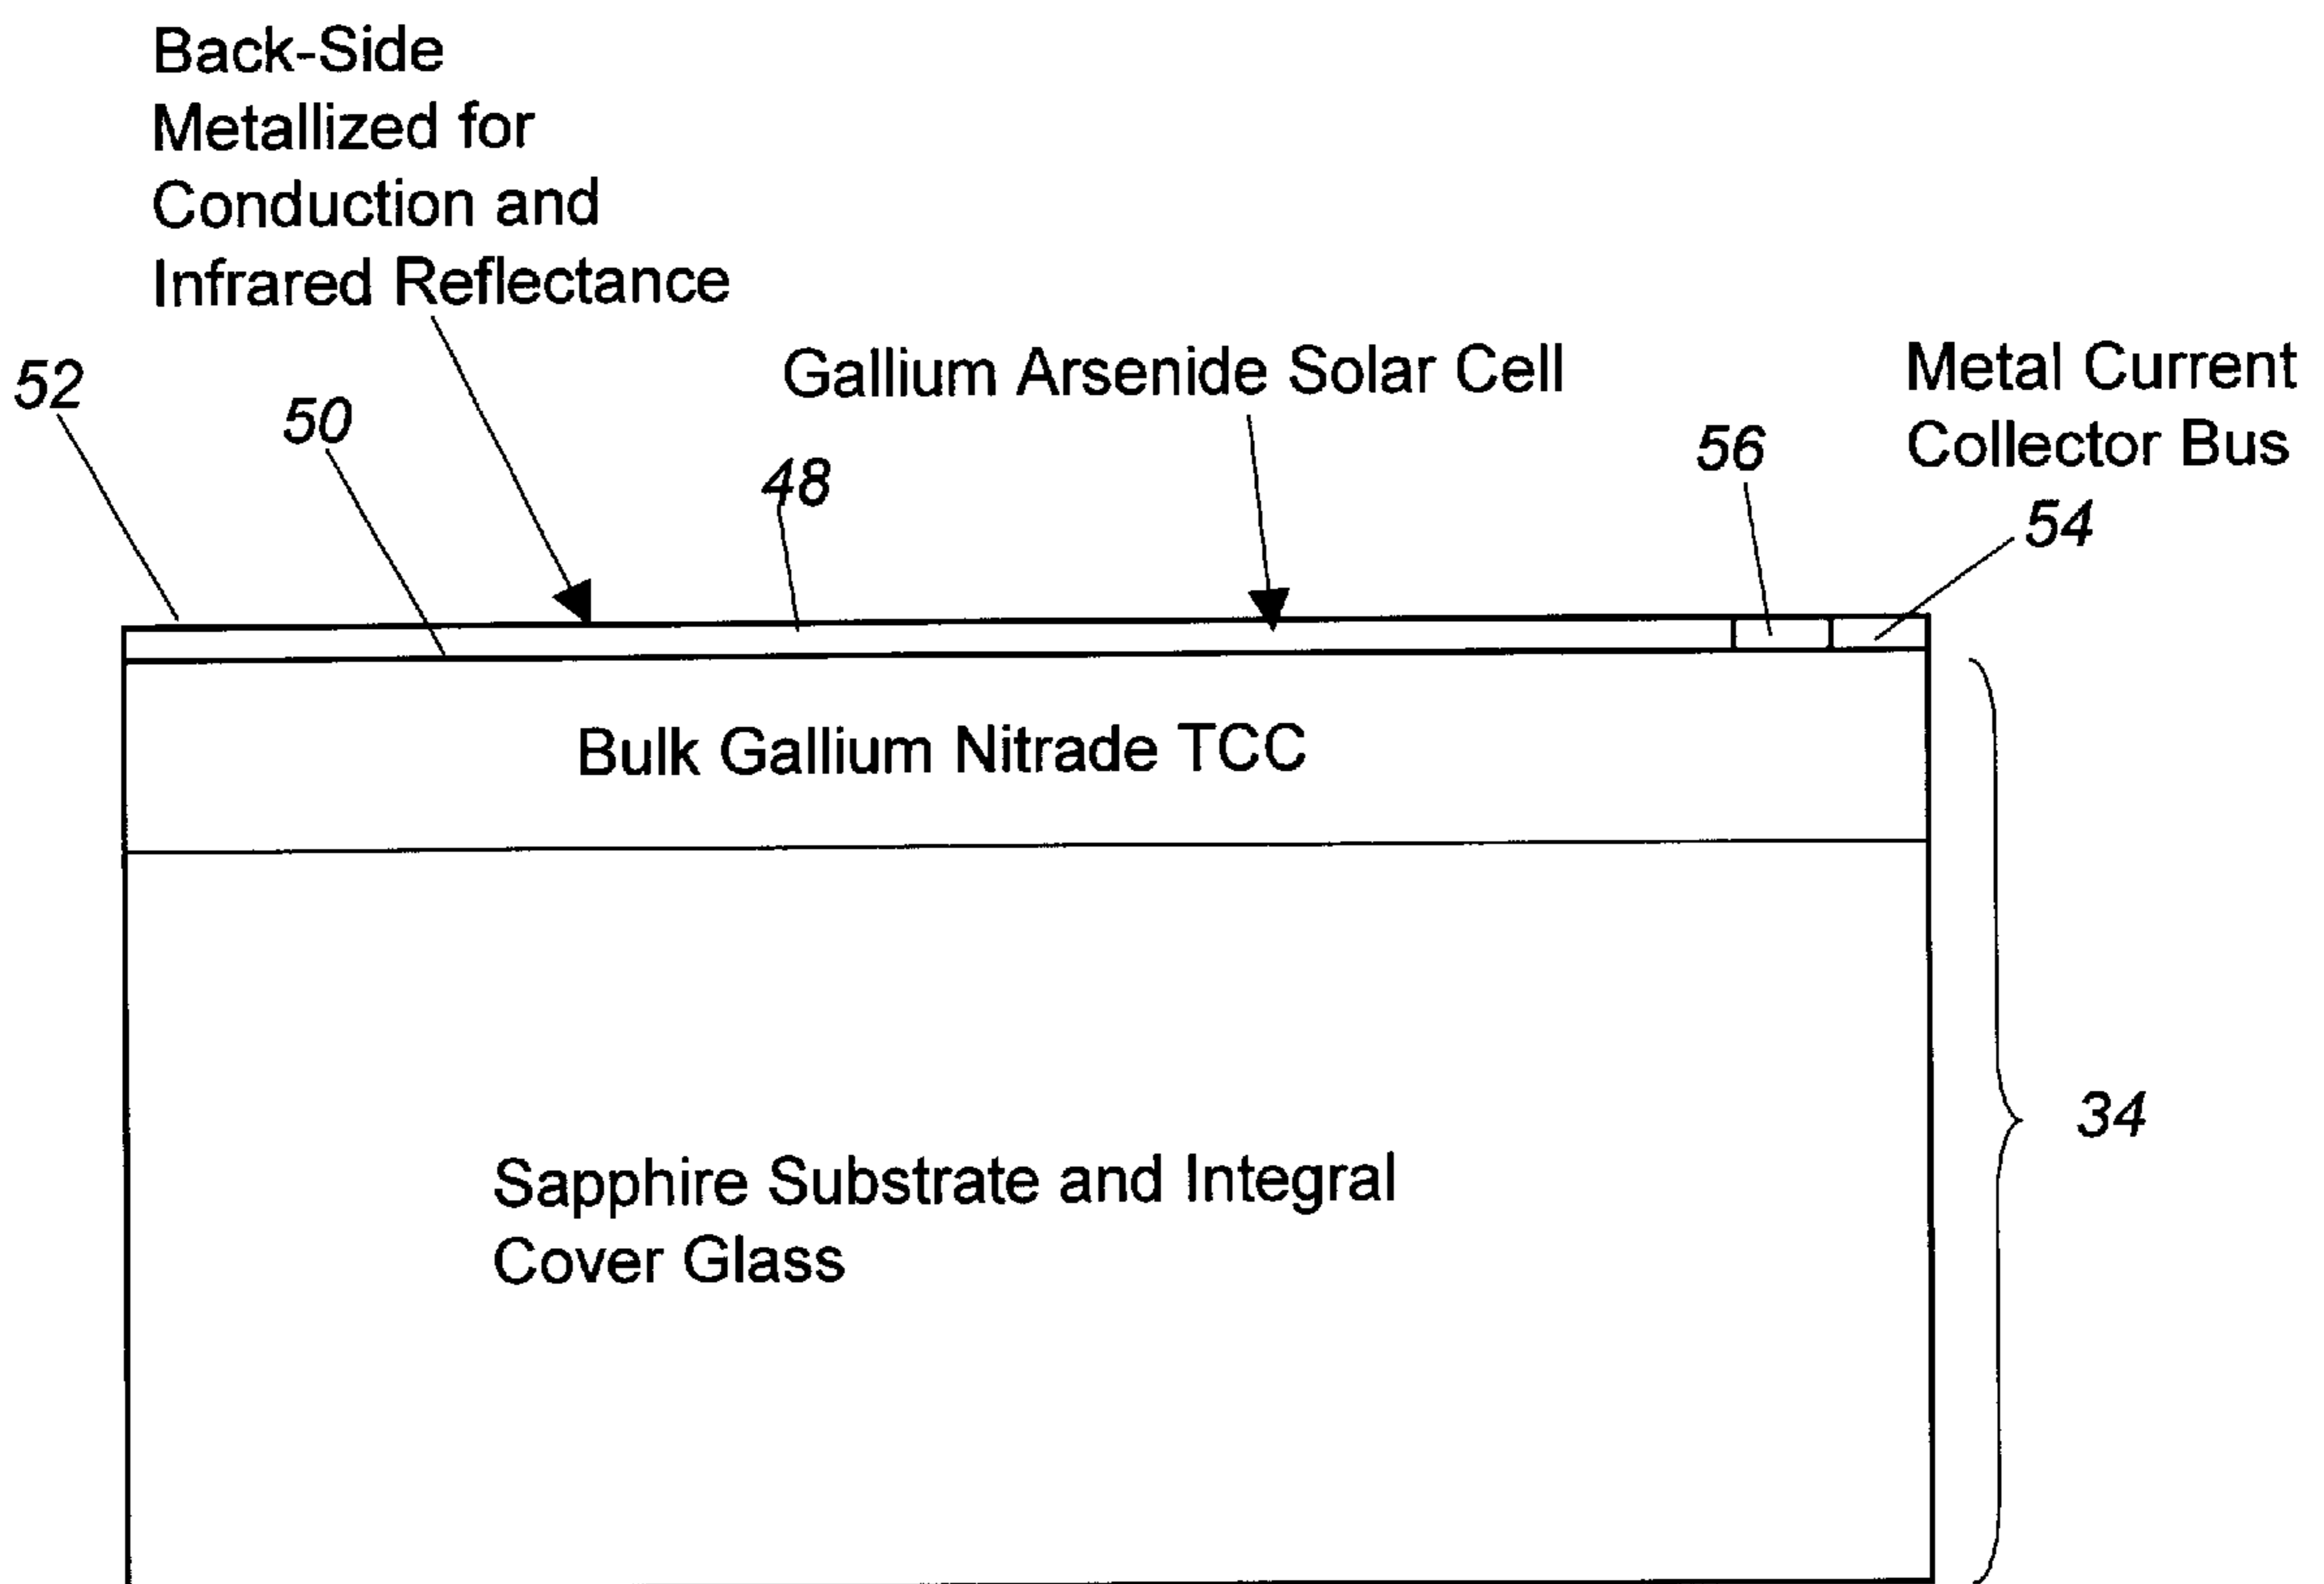 Back-Side
Metallized for
Conduction and
Infrared Reflectance
52
50
48
Gallium Arsenide Solar Cell
56
Metal Current
Collector Bus
54
Bulk Gallium Nitrade TCC
34
Sapphire Substrate and Integral
Cover Glass